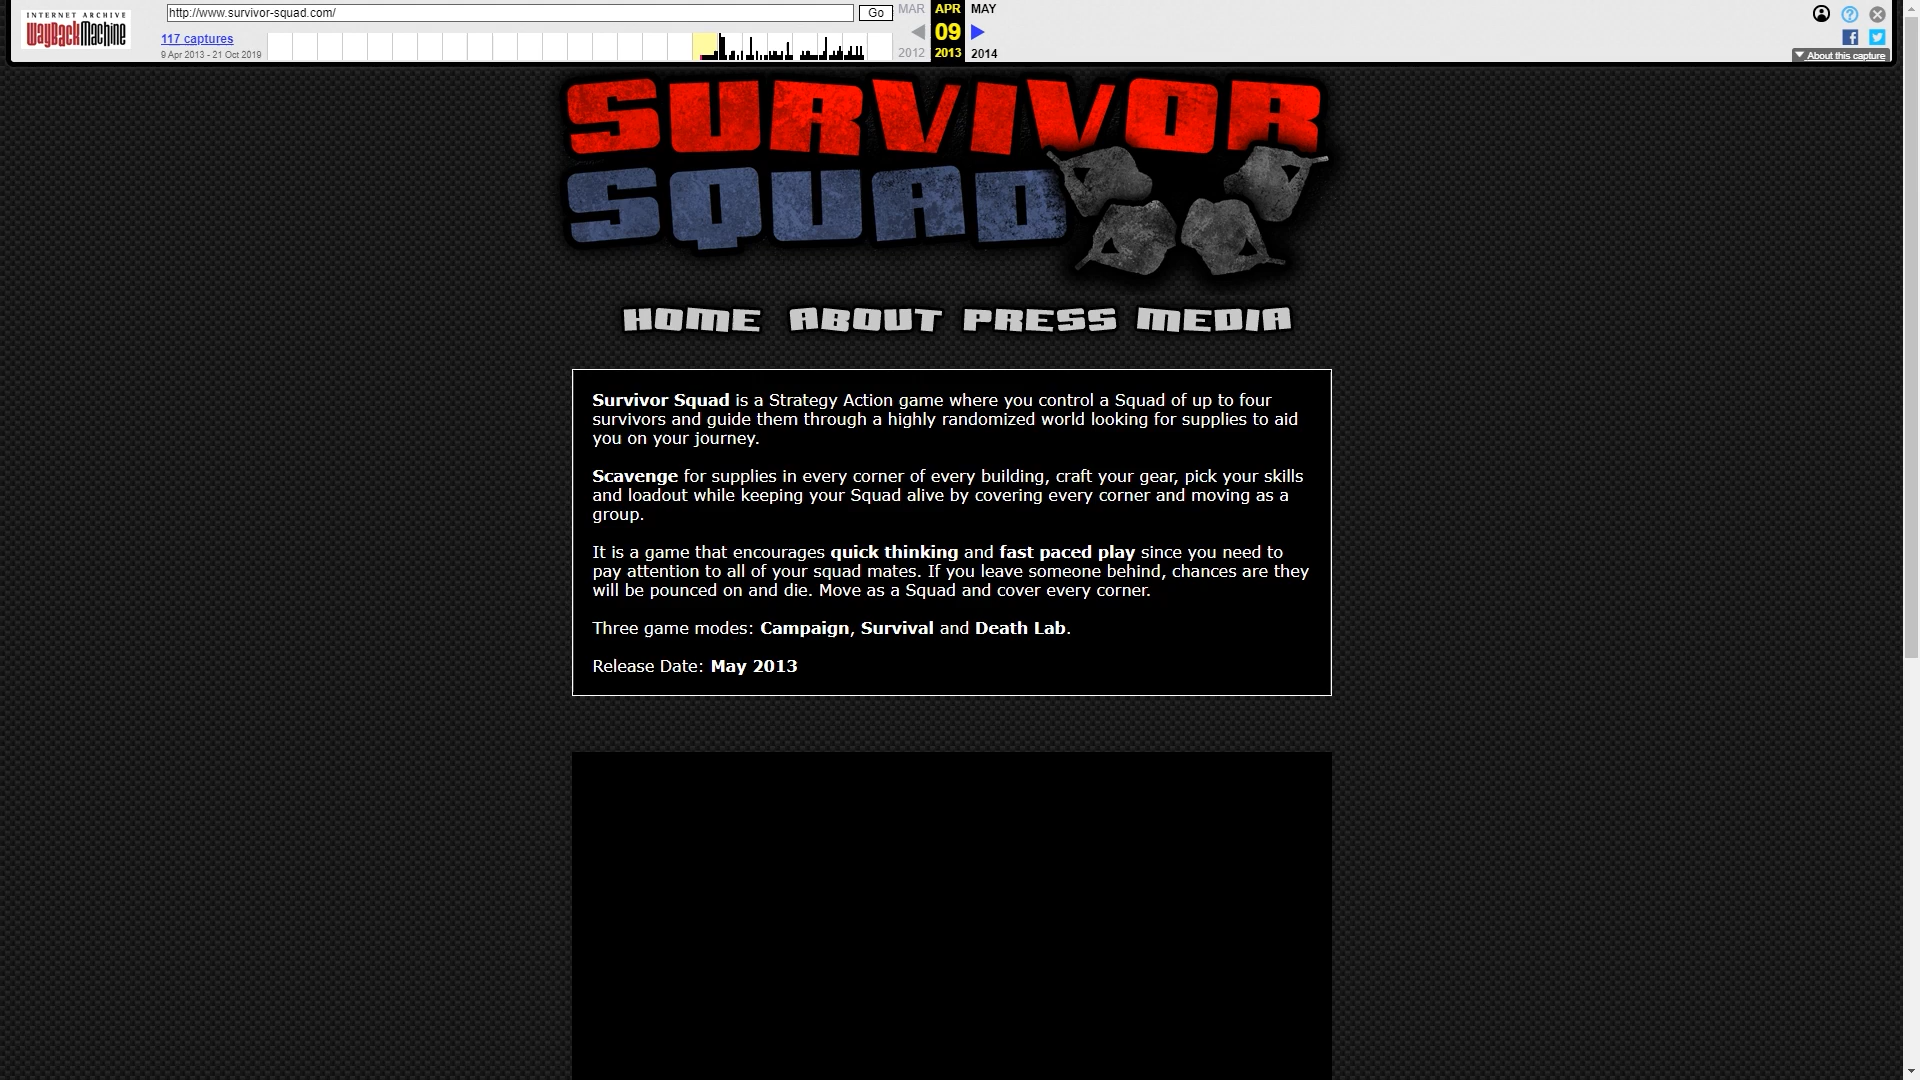 INTERNET ARCHIVE
WayBackMachine
http://www.survivor-squad.com/
Go
117 captures
9 Apr 2013 - 21 Oct 2019
MAR
APR
MAY
09
2012
2013
2014
About this capture
SURVIVOR
SQUAD
HOME ABOUT PRESS MEDIA
Survivor Squad is a Strategy Action game where you control a Squad of up to four
survivors and guide them through a highly randomized world looking for supplies to aid
you on your journey.
Scavenge for supplies in every corner of every building, craft your gear, pick your skills
and loadout while keeping your Squad alive by covering every corner and moving as a
group.
It is a game that encourages quick thinking and fast paced play since you need to
pay attention to all of your squad mates. If you leave someone behind, chances are they
will be pounced on and die. Move as a Squad and cover every corner.
Three game modes: Campaign, Survival and Death Lab.
Release Date: May 2013